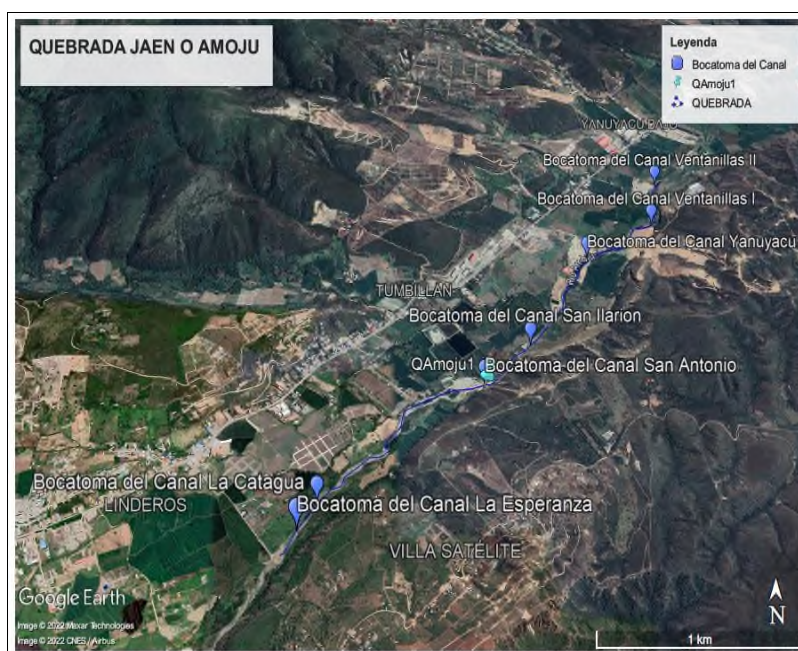 QUEBRADA JAEN O AMOJU
Leyenda
Bocatoma del Canal
QAmoju1
QUEBRADA
YANUYACU BAJO
Bocatoma del Canal Ventanillas II
Bocatoma del Canal Ventanillas I
Bocatoma del Canal Yanuyacu
TUMBILLAN
Bocatoma del Canal San Ilarion
QAmoju1
Bocatoma del Canal San Antonio
Bocatoma del Canal La Catagua
LINDEROS
Bocatoma del Canal La Esperanza
VILLA SATÉLITE
Google Earth
Image © 2022 Maxar Technologies
Image © 2022 CNES / Airbus
N
1 km